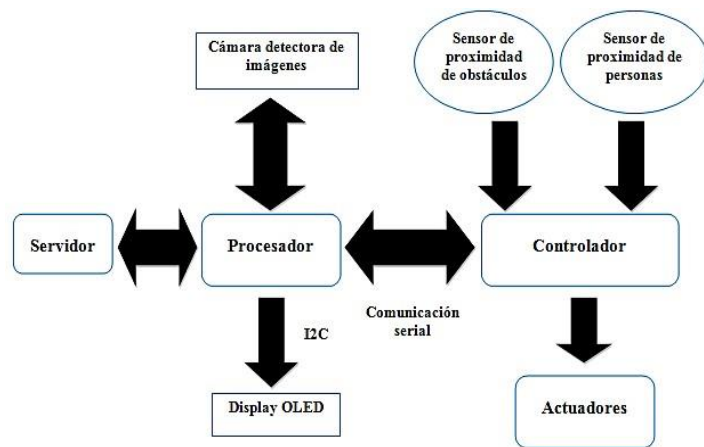 Cámara detectora de
imágenes
Sensor de
proximidad
de obstáculos
Sensor de
proximidad de
personas
Servidor
Procesador
Controlador
Comunicación
serial
I2C
Display OLED
Actuadores